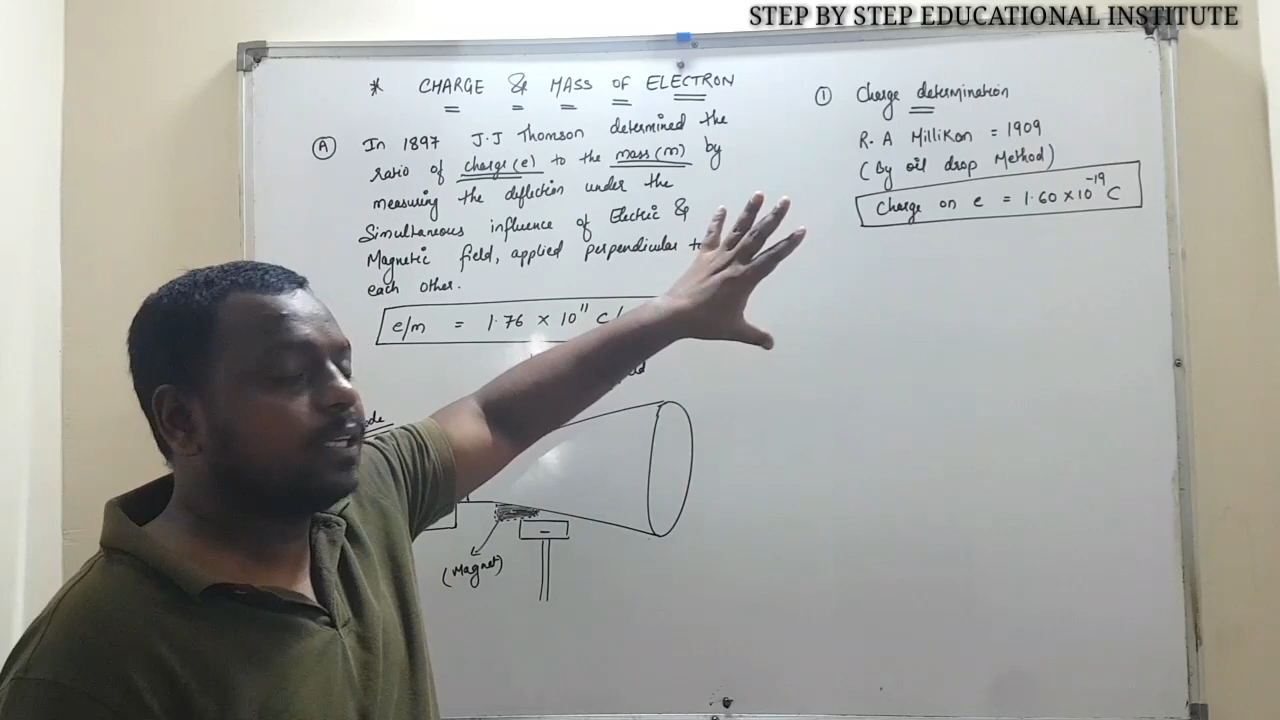 STEP BY STEP EDUCATIONAL INSTITUTE
* CHARGE & MASS OF ELECTRON
(A) In 1897 J.J Thomson determined the
ratio of charge(e) to the mass(m) by
measuring the deflection under the
Simultaneous influence of Electric &
Magnetic field, applied perpendicular
each other.
e/m = 1.76 × 10¹¹ C/
-
(Magnet)
① Charge determination
R. A Millikan = 1909
(By oil drop Method)
Charge on e = 1.60 × 10⁻¹⁹ C